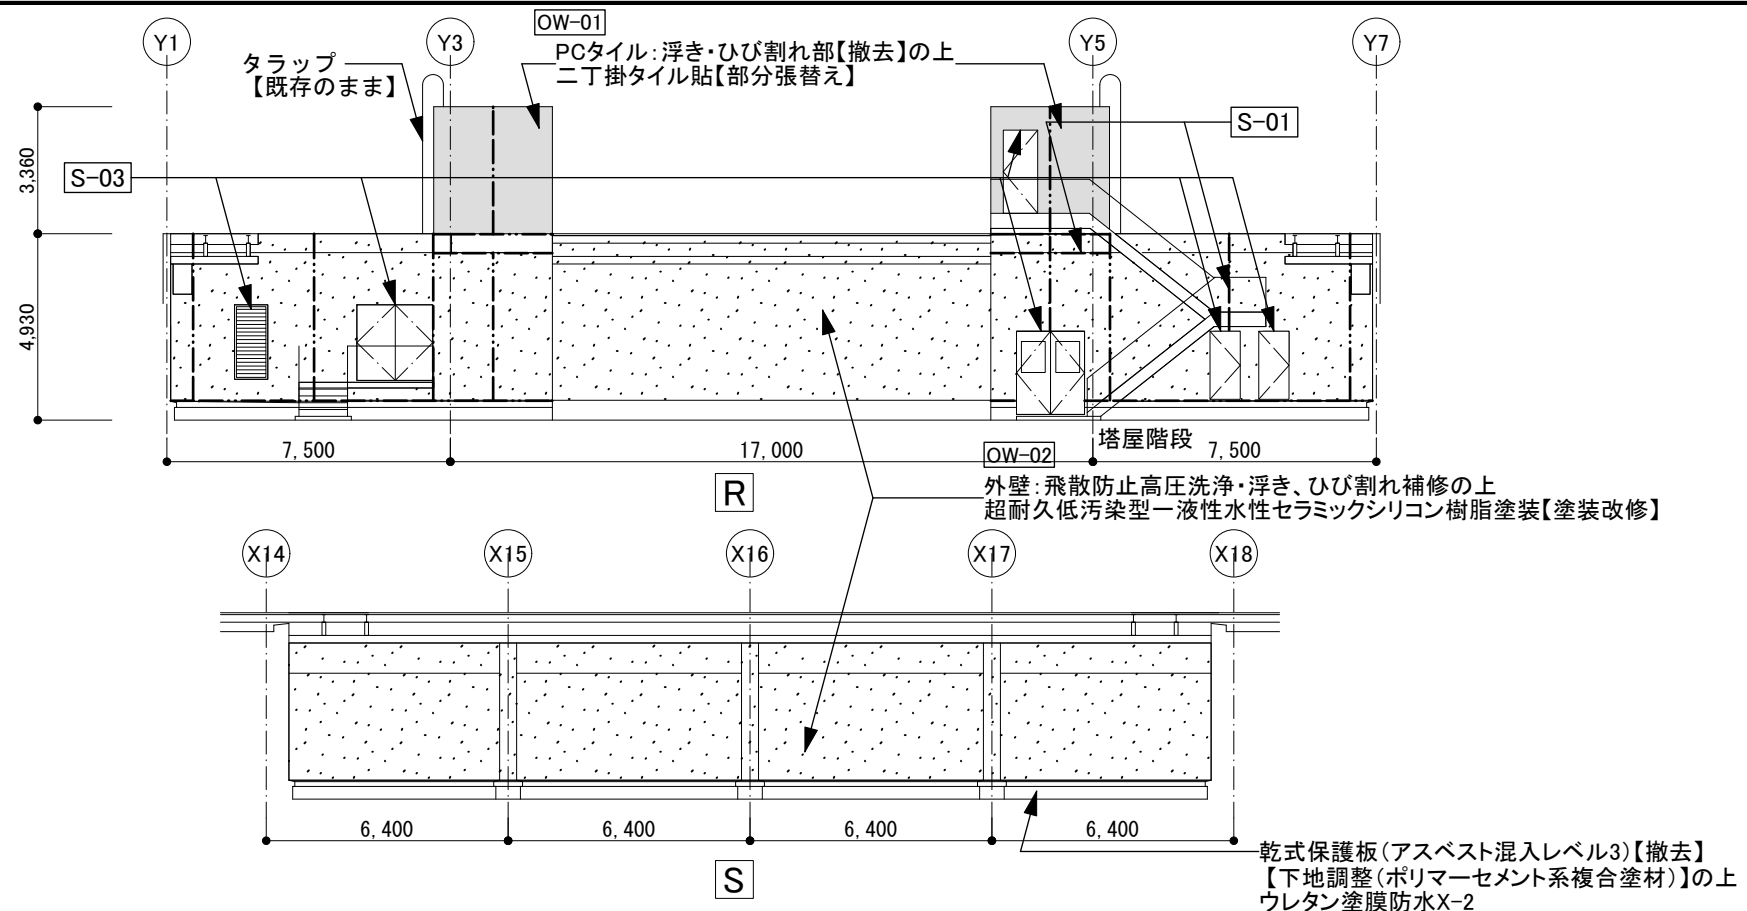 OW-01
Y1
Y3
Y5
Y7
タラップ
【既存のまま】
PCタイル:浮き・ひび割れ部【撤去】の上
二丁掛タイル貼【部分張替え】
S-01
S-03
3,360
4,930
塔屋階段
7,500
17,000
7,500
OW-02
R
外壁:飛散防止高圧洗浄・浮き、ひび割れ補修の上
超耐久低汚染型一液性水性セラミックシリコン樹脂塗装【塗装改修】
X14
X15
X16
X17
X18
6,400
6,400
6,400
6,400
S
乾式保護板(アスベスト混入レベル3)【撤去】
【下地調整(ポリマーセメント系複合塗材)】の上
ウレタン塗膜防水X-2